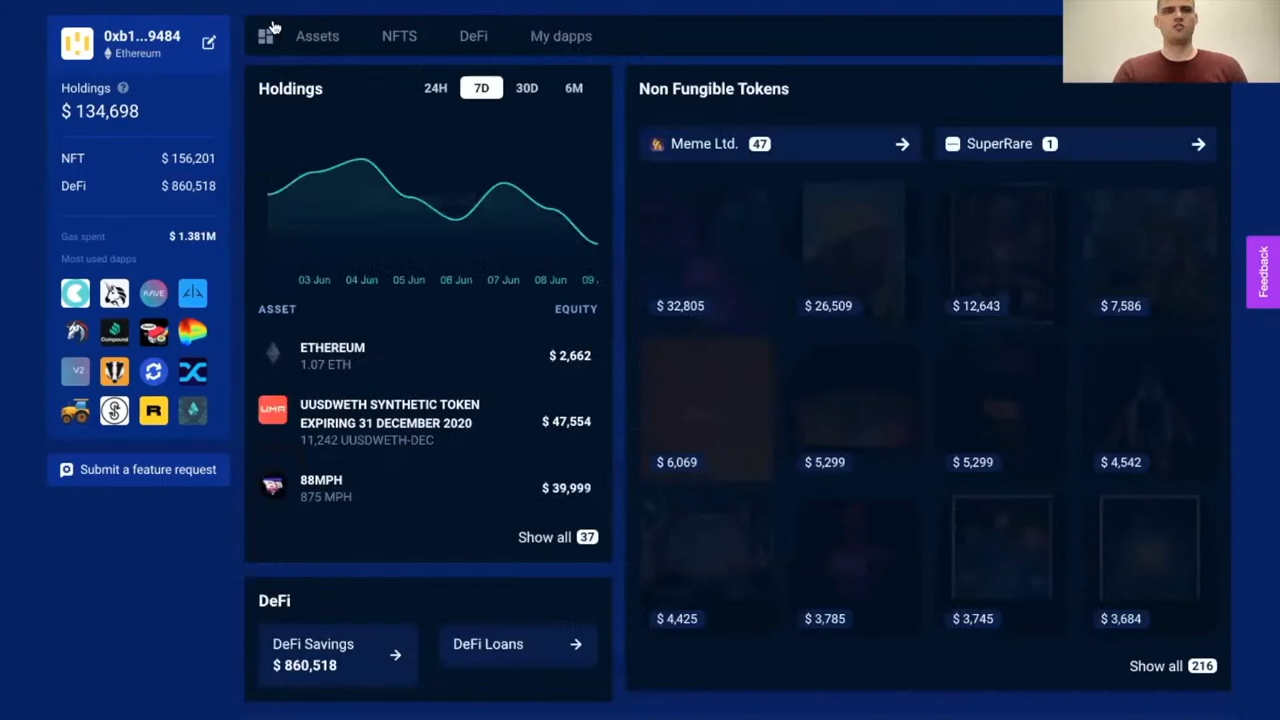 0xb1...9484
Ethereum
Holdings
$ 134,698
NFT $ 156,201
DeFi $ 860,518
Gas spent $ 1.381M
Most used dapps
AAVE
Compound
V2
R
Submit a feature request
Assets NFTS DeFi My dapps
Holdings 24H 7D 30D 6M
03 Jun 04 Jun 05 Jun 06 Jun 07 Jun 08 Jun 09
ASSET EQUITY
ETHEREUM
1.07 ETH
$ 2,662
UMA
UUSDWETH SYNTHETIC TOKEN
EXPIRING 31 DECEMBER 2020
11,242 UUSDWETH-DEC
$ 47,554
88MPH
875 MPH
$ 39,999
Show all 37
DeFi
DeFi Savings
$ 860,518
DeFi Loans
Non Fungible Tokens
Meme Ltd. 47 SuperRare 1
$ 32,805 $ 26,509 $ 12,643 $ 7,586
$ 6,069 $ 5,299 $ 5,299 $ 4,542
$ 4,425 $ 3,785 $ 3,745 $ 3,684
Show all 216
Feedback